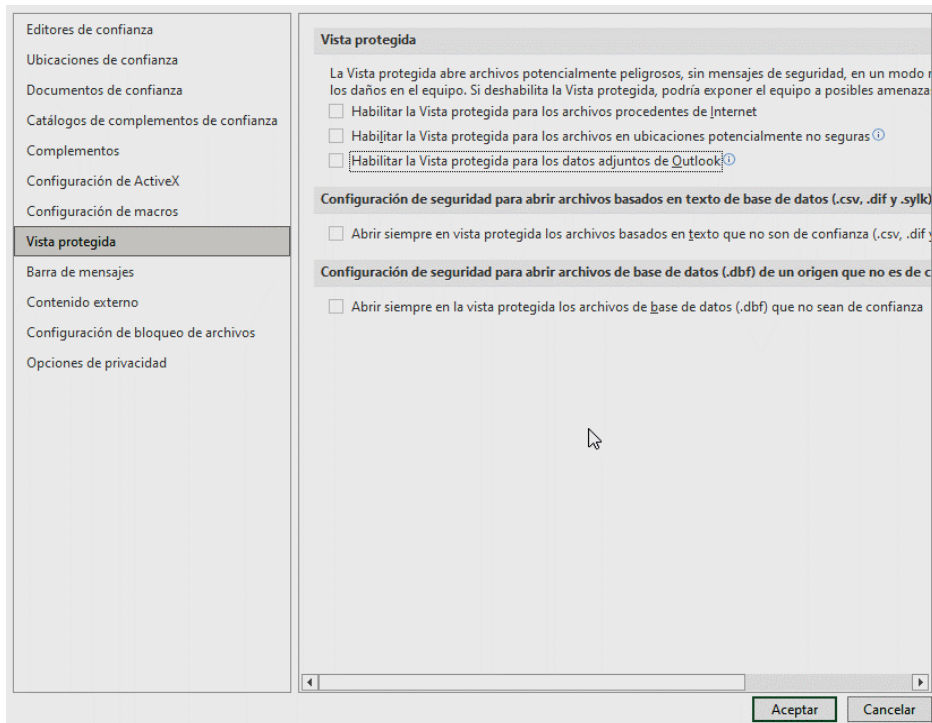 Editores de confianza
Ubicaciones de confianza
Documentos de confianza
Catálogos de complementos de confianza
Complementos
Configuración de ActiveX
Configuración de macros
Vista protegida
Barra de mensajes
Contenido externo
Configuración de bloqueo de archivos
Opciones de privacidad
Vista protegida
La Vista protegida abre archivos potencialmente peligrosos, sin mensajes de seguridad, en un modo
los daños en el equipo. Si deshabilita la Vista protegida, podría exponer el equipo a posibles amenaza
Habilitar la Vista protegida para los archivos procedentes de Internet
Habilitar la Vista protegida para los archivos en ubicaciones potencialmente no seguras
Habilitar la Vista protegida para los datos adjuntos de Outlook
Configuración de seguridad para abrir archivos basados en texto de base de datos (.csv, .dif y .sylk)
Abrir siempre en vista protegida los archivos basados en texto que no son de confianza (.csv, .dif y
Configuración de seguridad para abrir archivos de base de datos (.dbf) de un origen que no es de c
Abrir siempre en la vista protegida los archivos de base de datos (.dbf) que no sean de confianza
Aceptar
Cancelar